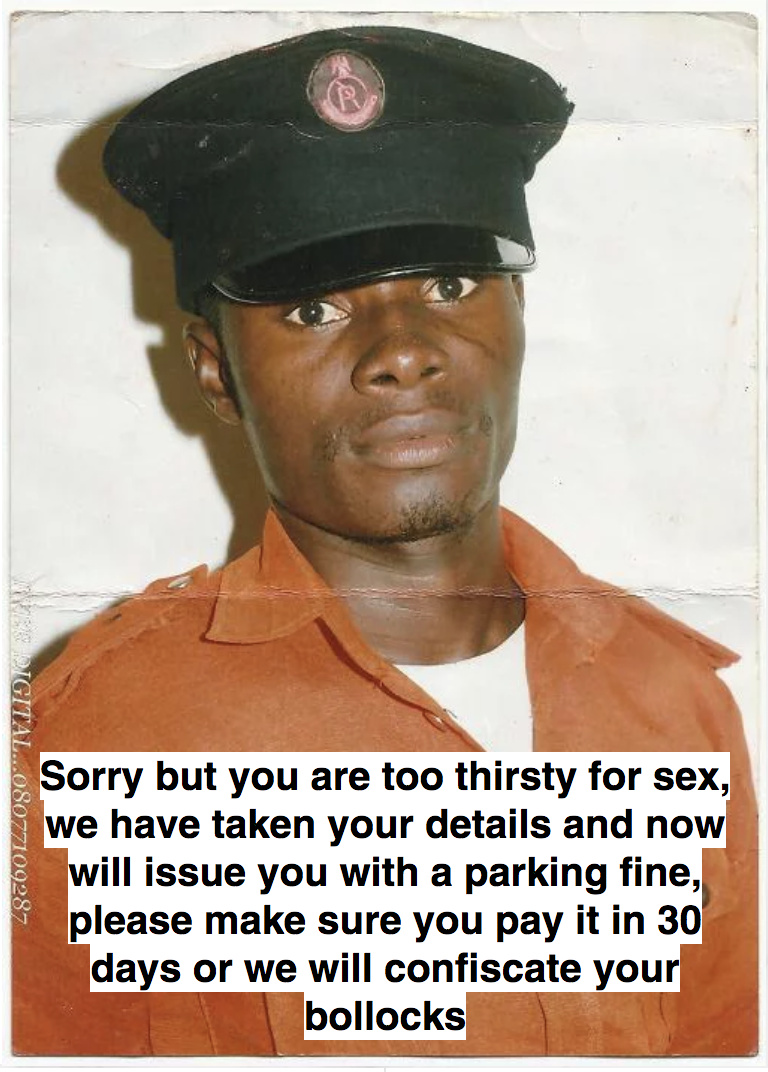 Sorry but you are too thirsty for sex,
we have taken your details and now
will issue you with a parking fine,
please make sure you pay it in 30
days or we will confiscate your
bollocks
DIGITAL...08077109287